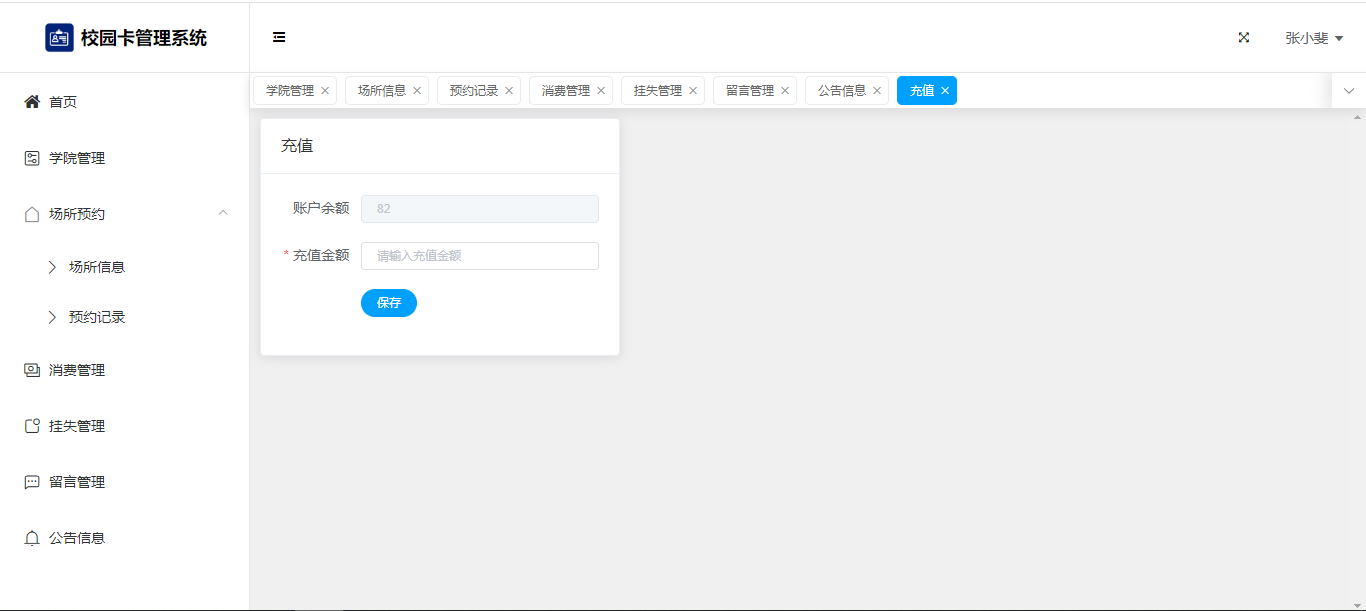 校园卡管理系统
张小斐
首页
学院管理
场所预约
场所信息
预约记录
消费管理
挂失管理
留言管理
公告信息
学院管理 场所信息 预约记录 消费管理 挂失管理 留言管理 公告信息 充值
充值
账户余额 82
* 充值金额 请输入充值金额
保存